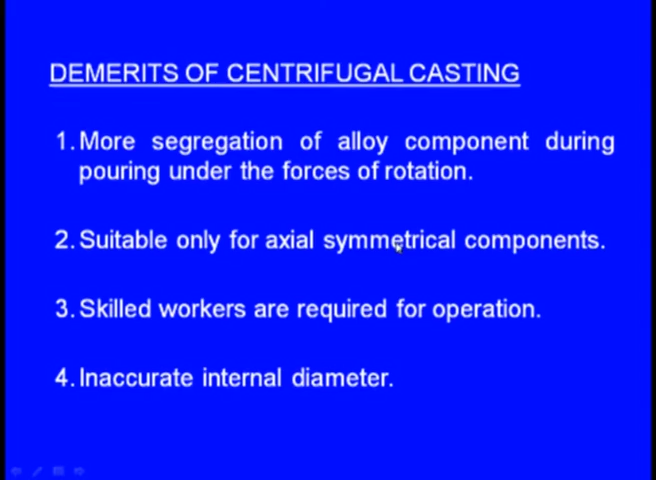 DEMERITS OF CENTRIFUGAL CASTING
1. More segregation of alloy component during
pouring under the forces of rotation.
2. Suitable only for axial symmetrical components.
3. Skilled workers are required for operation.
4. Inaccurate internal diameter.